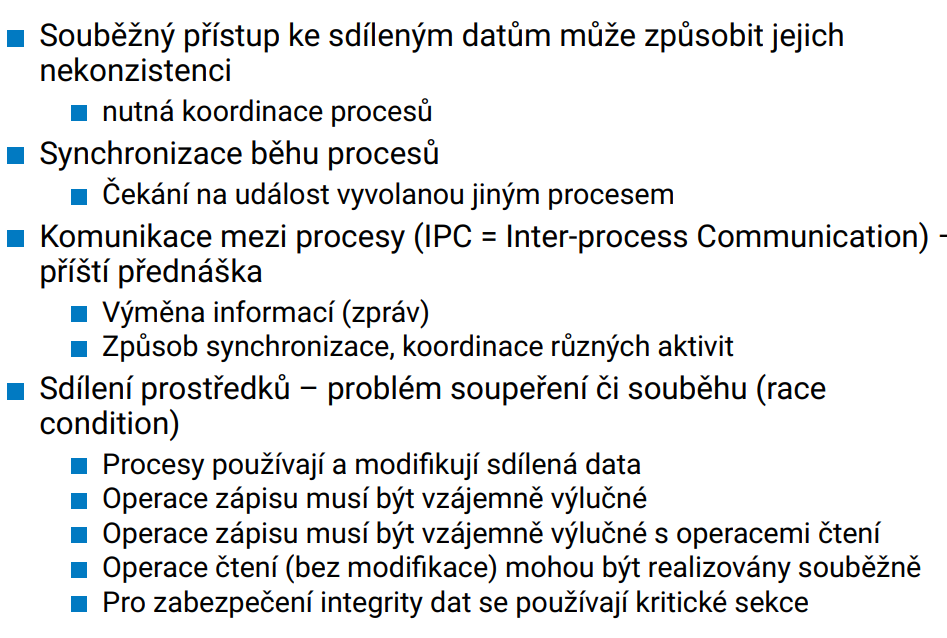 Souběžný přístup ke sdíleným datům může způsobit jejich
nekonzistenci
nutná koordinace procesů
Synchronizace běhu procesů
Čekání na událost vyvolanou jiným procesem
Komunikace mezi procesy (IPC = Inter-process Communication) -
příští přednáška
Výměna informací (zpráv)
Způsob synchronizace, koordinace různých aktivit
Sdílení prostředků – problém soupeření či souběhu (race
condition)
Procesy používají a modifikují sdílená data
Operace zápisu musí být vzájemně výlučné
Operace zápisu musí být vzájemně výlučné s operacemi čtení
Operace čtení (bez modifikace) mohou být realizovány souběžně
Pro zabezpečení integrity dat se používají kritické sekce